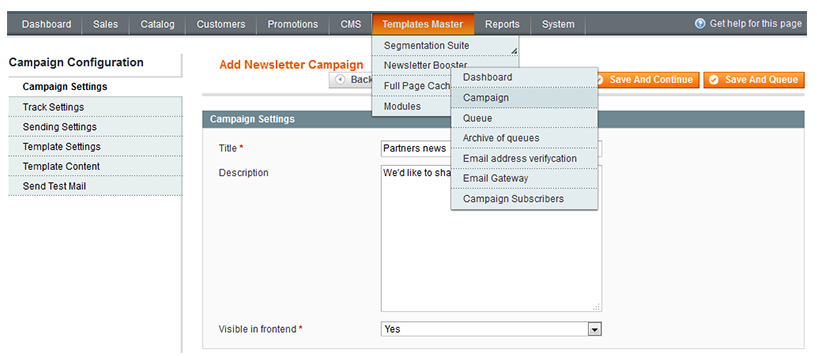 Dashboard Sales Catalog Customers Promotions CMS Templates Master Reports System Get help for this page
Campaign Configuration
Campaign Settings
Track Settings
Sending Settings
Template Settings
Template Content
Send Test Mail
Add Newsletter Campaign
Back
Save And Continue
Save And Queue
Segmentation Suite
Newsletter Booster
Full Page Cach
Modules
Dashboard
Campaign
Queue
Archive of queues
Email address verifycation
Email Gateway
Campaign Subscribers
Campaign Settings
Title * Partners news
Description We'd like to sha
Visible in frontend * Yes